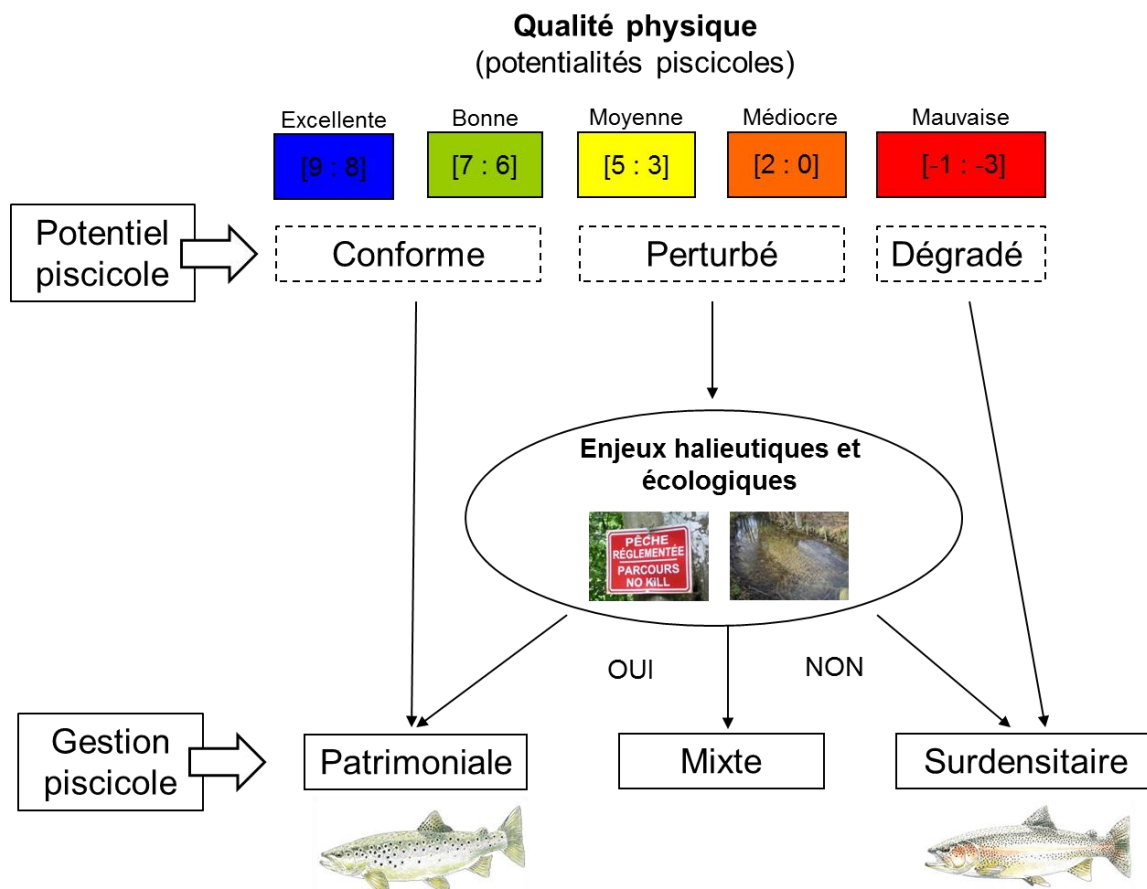 Qualité physique
(potentialités piscicoles)
Excellente
Bonne
Moyenne
Médiocre
Mauvaise
[9 : 8]
[7 : 6]
[5 : 3]
[2 : 0]
[-1 : -3]
Potentiel
piscicole
Conforme
Perturbé
Dégradé
Enjeux halieutiques et
écologiques
PÊCHE
RÉGLEMENTÉE
PARCOURS
NO KILL
OUI
NON
Gestion
piscicole
Patrimoniale
Mixte
Surdensitaire